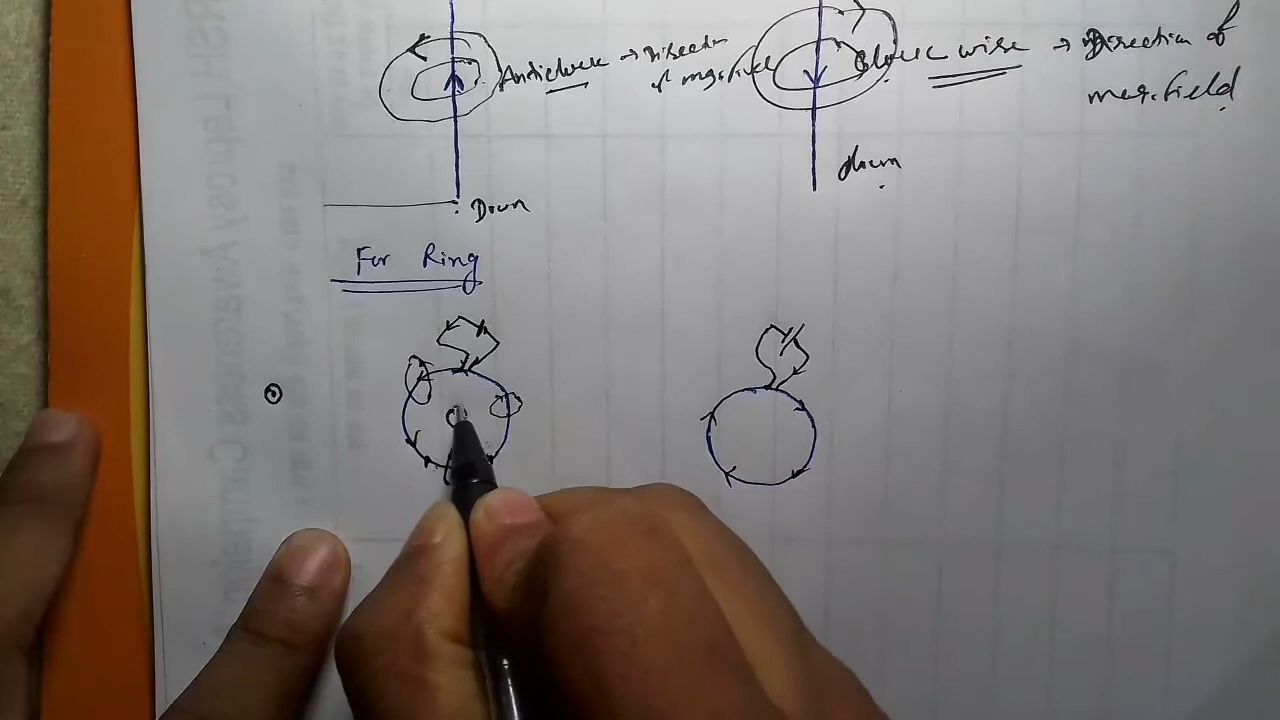 Anticlock → Direction
of mag. field
Clock wise → Direction of
mag. field
down
Down
For Ring